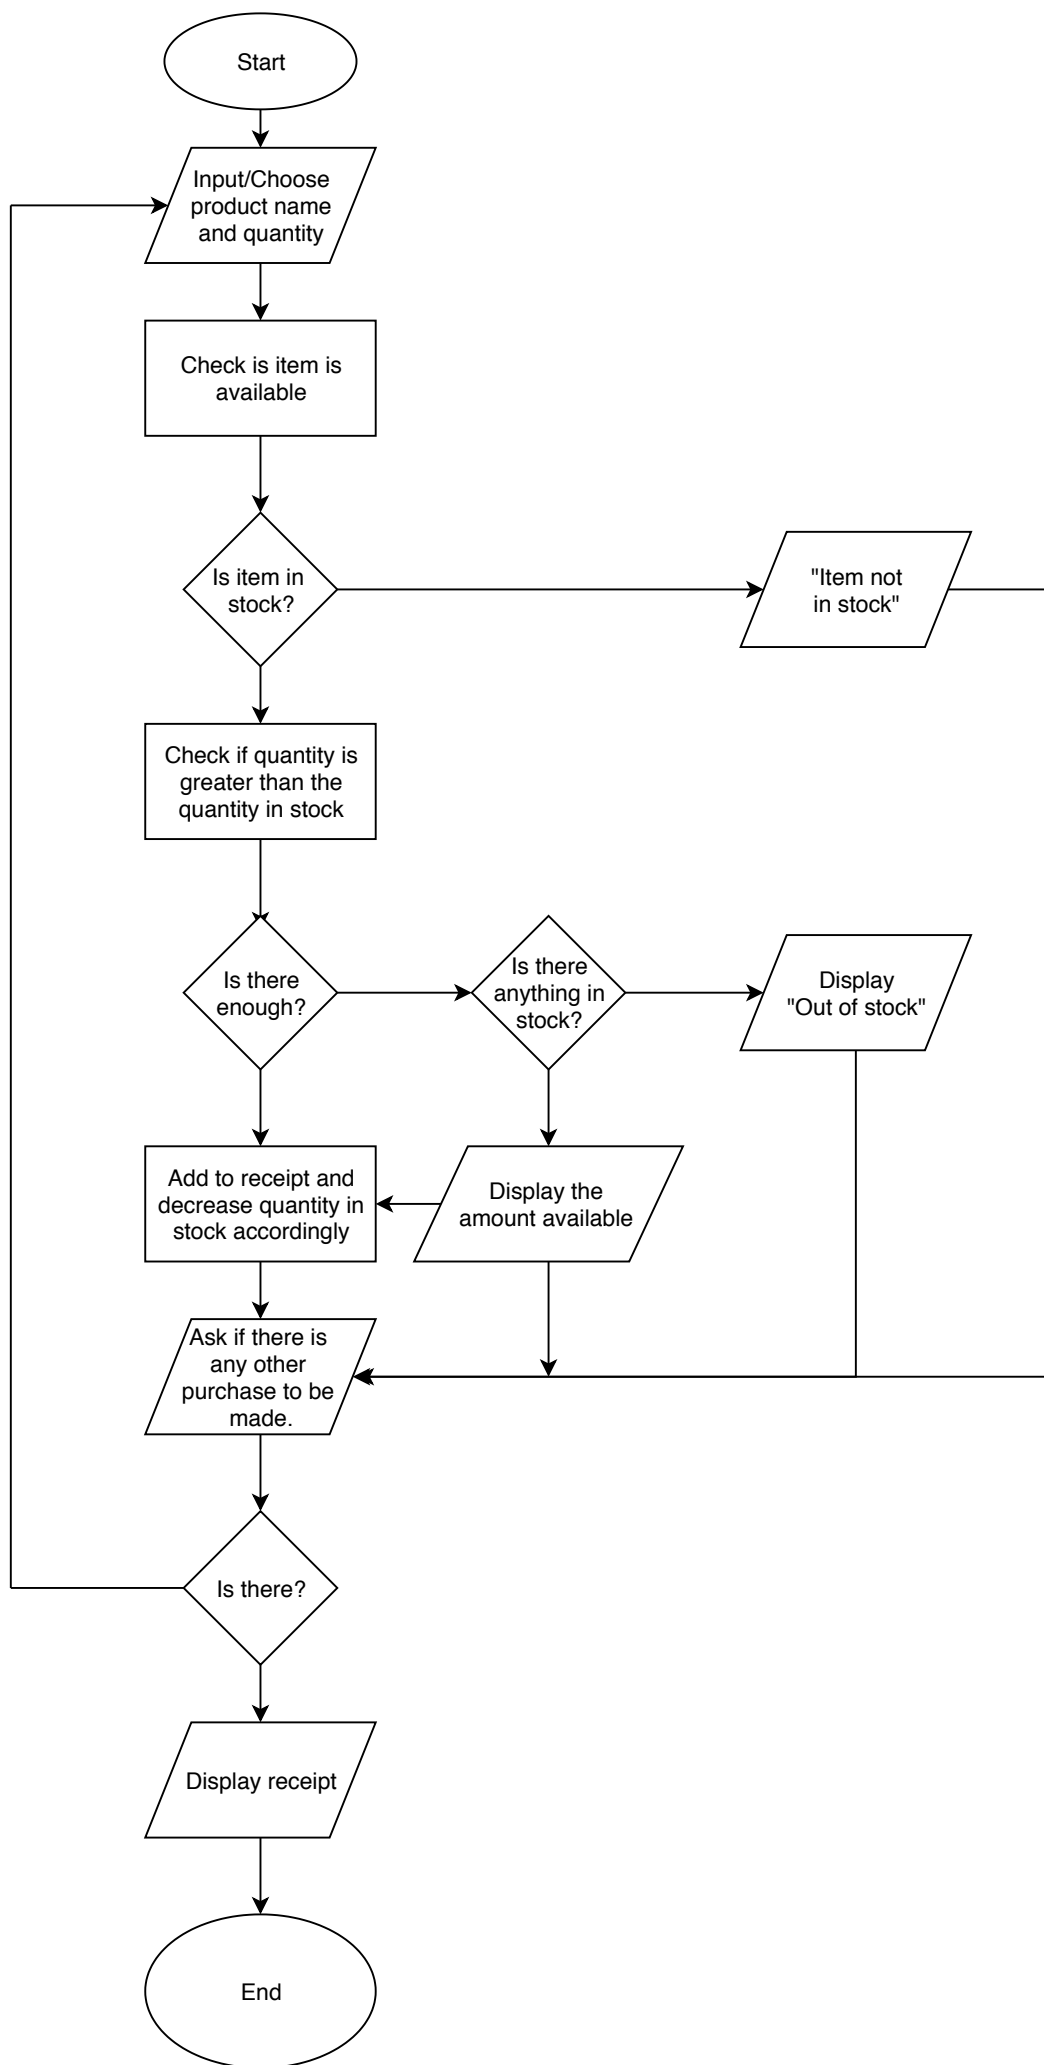 Start
Input/Choose
product name
and quantity
Check is item is
available
Is item in
stock?
"Item not
in stock"
Check if quantity is
greater than the
quantity in stock
Is there
enough?
Is there
anything in
stock?
Display
"Out of stock"
Add to receipt and
decrease quantity in
stock accordingly
Display the
amount available
Ask if there is
any other
purchase to be
made.
Is there?
Display receipt
End